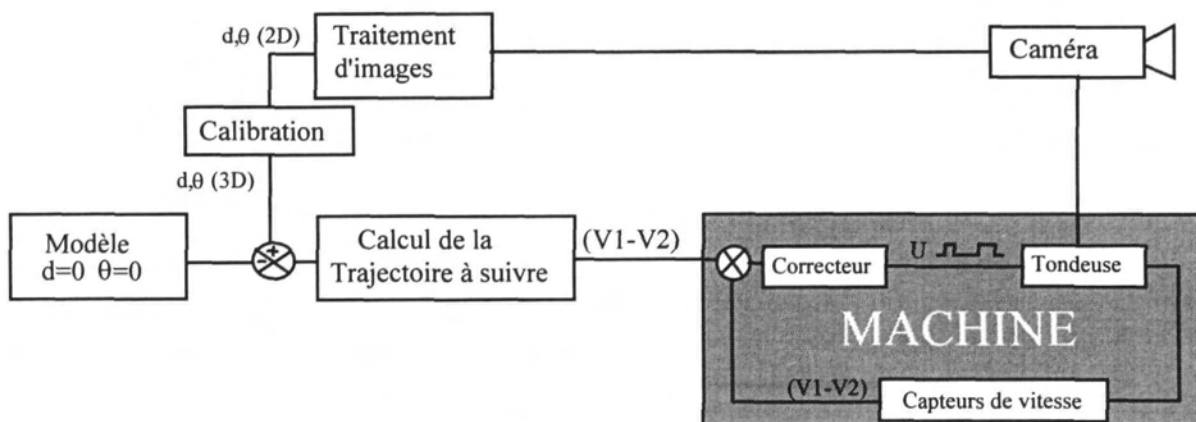 d,θ (2D)
Traitement
d'images
Caméra
Calibration
d,θ (3D)
Modèle
d=0 θ=0
+
-
Calcul de la
Trajectoire à suivre
(V1-V2)
Correcteur
U
Tondeuse
MACHINE
(V1-V2)
Capteurs de vitesse